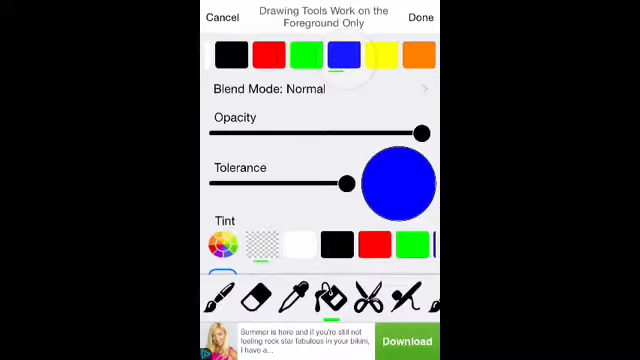 Cancel
Drawing Tools Work on the
Foreground Only
Done
Blend Mode: Normal
Opacity
Tolerance
Tint
Summer is here and if you're still not
feeling rock star fabulous in your bikini,
I have a...
Download